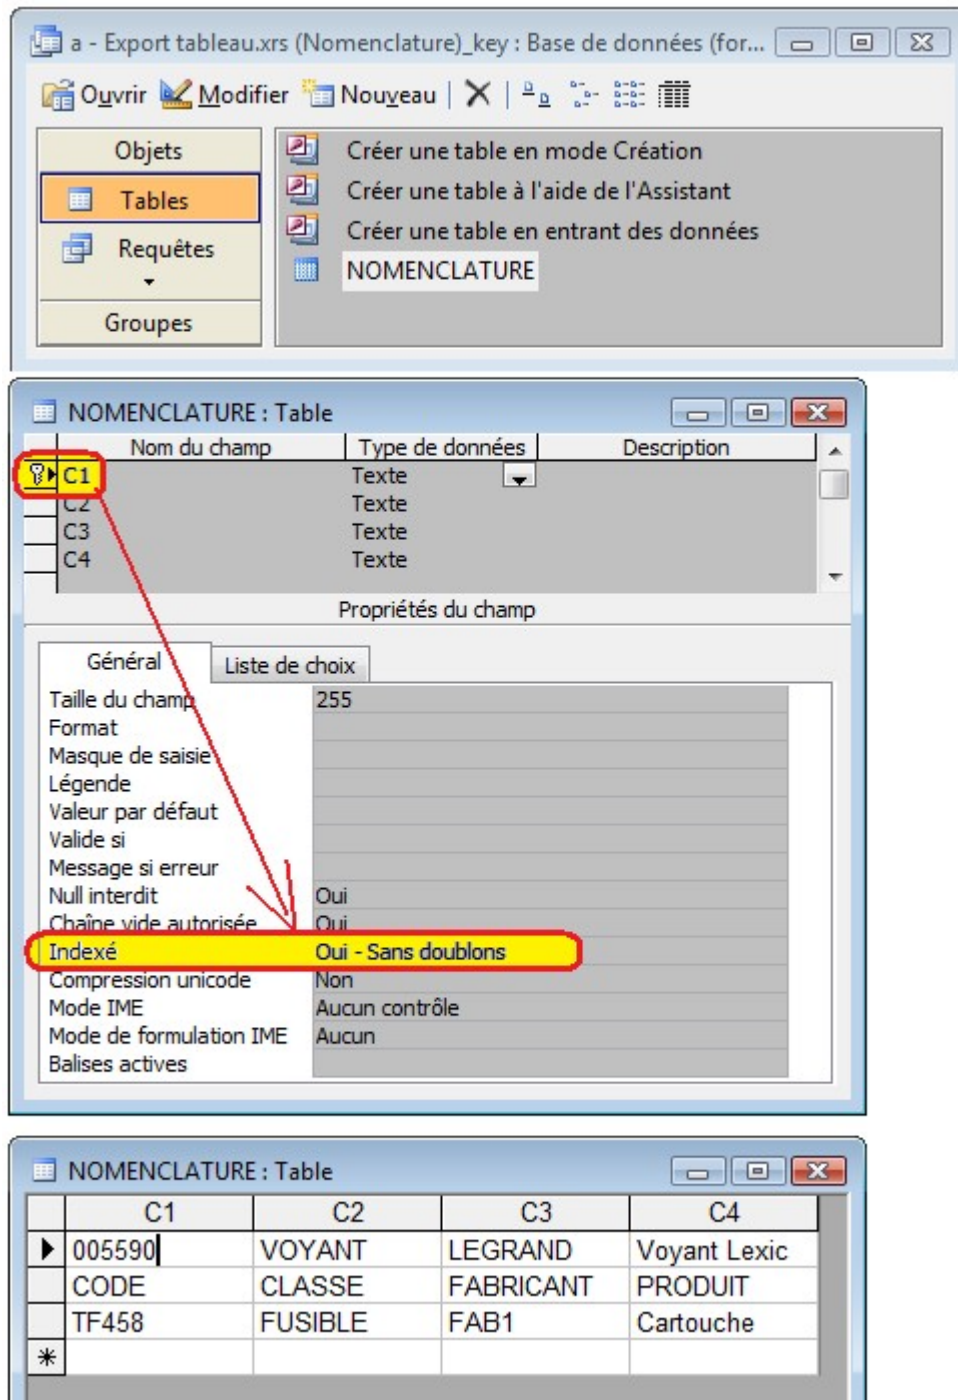 a - Export tableau.xrs (Nomenclature)_key : Base de données (for...
Ouvrir Modifier Nouveau
Objets
Tables
Requêtes
Groupes
Créer une table en mode Création
Créer une table à l'aide de l'Assistant
Créer une table en entrant des données
NOMENCLATURE
NOMENCLATURE : Table
Nom du champ Type de données Description
C1 Texte
C2 Texte
C3 Texte
C4 Texte
Propriétés du champ
Général Liste de choix
Taille du champ 255
Format
Masque de saisie
Légende
Valeur par défaut
Valide si
Message si erreur
Null interdit Oui
Chaîne vide autorisée Oui
Indexé Oui - Sans doublons
Compression unicode Non
Mode IME Aucun contrôle
Mode de formulation IME Aucun
Balises actives
NOMENCLATURE : Table
C1 C2 C3 C4
005590 VOYANT LEGRAND Voyant Lexic
CODE CLASSE FABRICANT PRODUIT
TF458 FUSIBLE FAB1 Cartouche